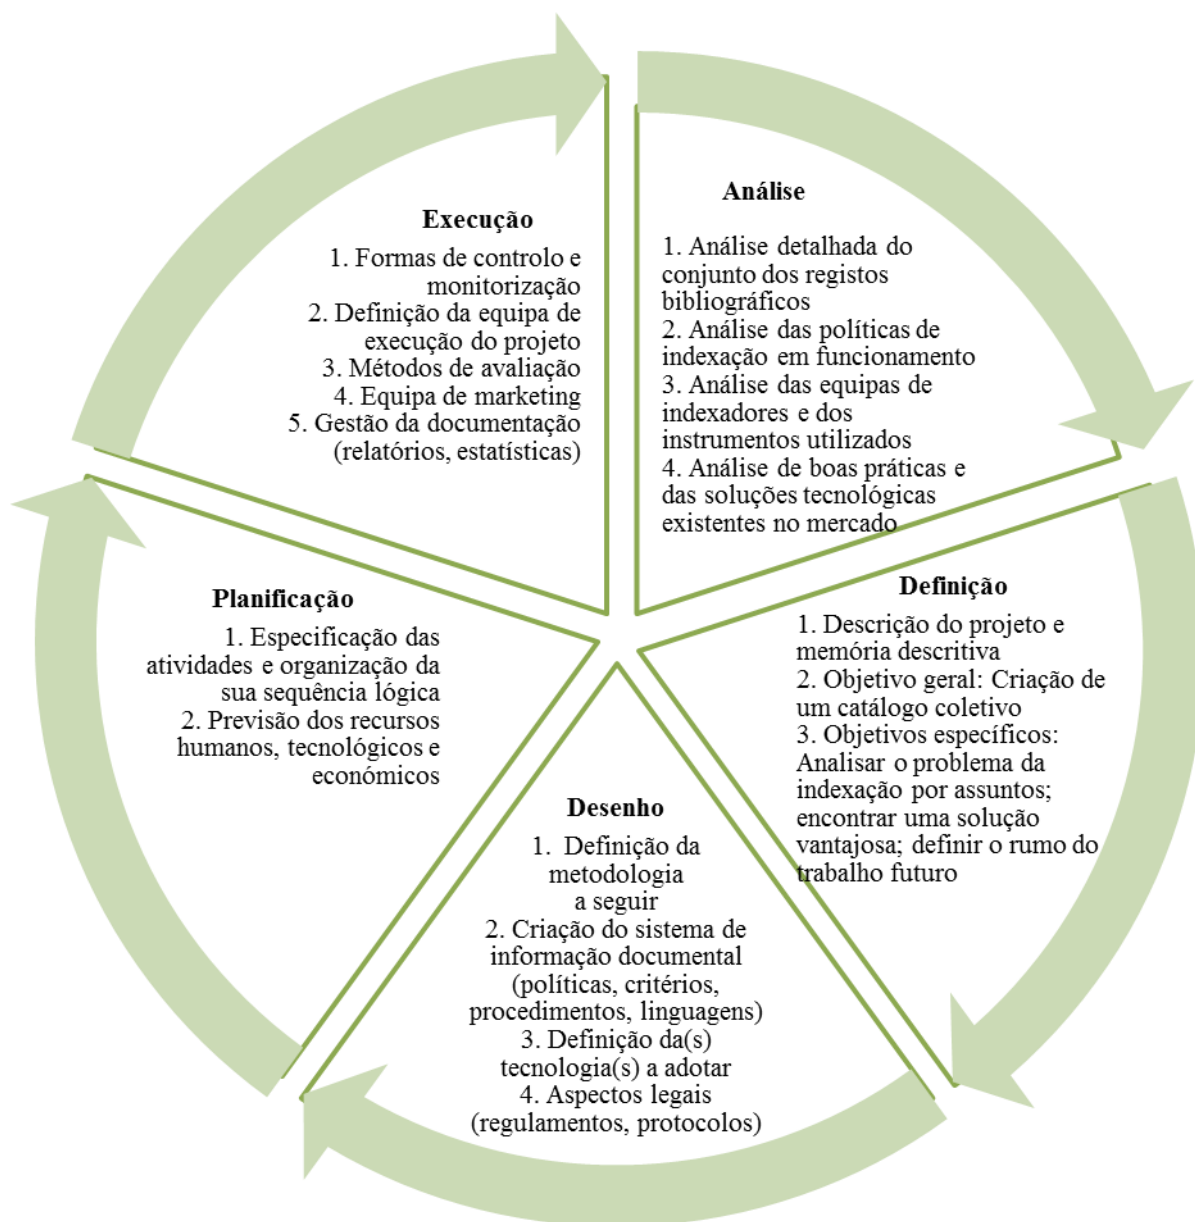 Análise
1. Análise detalhada do
conjunto dos registos
bibliográficos
2. Análise das políticas de
indexação em funcionamento
3. Análise das equipas de
indexadores e dos
instrumentos utilizados
4. Análise de boas práticas e
das soluções tecnológicas
existentes no mercado
Definição
1. Descrição do projeto e
memória descritiva
2. Objetivo geral: Criação de
um catálogo coletivo
3. Objetivos específicos:
Analisar o problema da
indexação por assuntos;
encontrar uma solução
vantajosa; definir o rumo do
trabalho futuro
Desenho
1. Definição da
metodologia
a seguir
2. Criação do sistema de
informação documental
(políticas, critérios,
procedimentos, linguagens)
3. Definição da(s)
tecnologia(s) a adotar
4. Aspectos legais
(regulamentos, protocolos)
Planificação
1. Especificação das
atividades e organização da
sua sequência lógica
2. Previsão dos recursos
humanos, tecnológicos e
económicos
Execução
1. Formas de controlo e
monitorização
2. Definição da equipa de
execução do projeto
3. Métodos de avaliação
4. Equipa de marketing
5. Gestão da documentação
(relatórios, estatísticas)